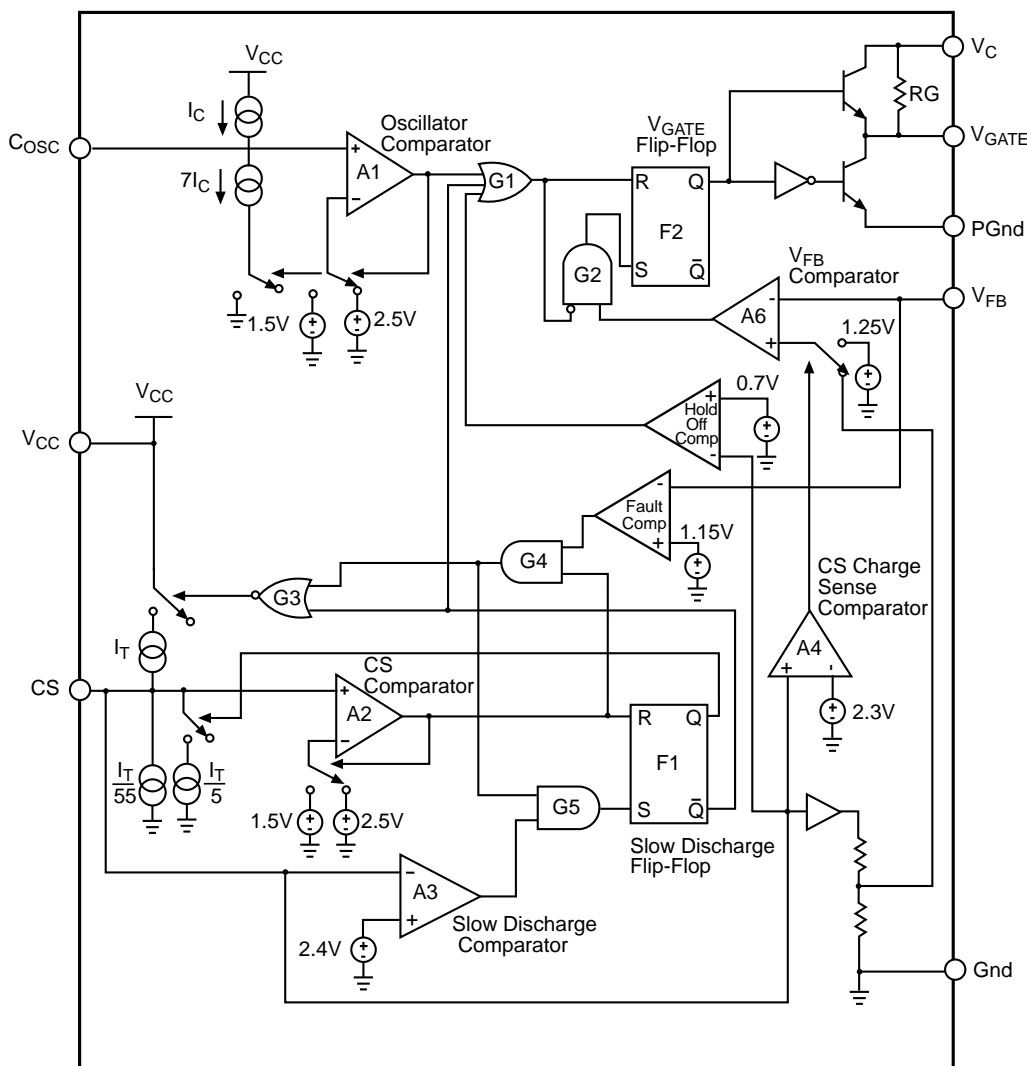 V_CC
V_C
I_C
RG
Oscillator
Comparator
V_GATE
Flip-Flop
C_OSC
+
A1
−
7I_C
G1
R
Q
F2
S
Q̅
G2
V_GATE
PGnd
V_FB
Comparator
V_FB
-
A6
+
1.25V
+
-
1.5V
+
-
2.5V
+
-
0.7V
+
-
+
Hold
Off
Comp
-
V_CC
V_CC
-
Fault
Comp
+
1.15V
+
-
G4
G3
CS Charge
Sense
Comparator
A4
+
-
2.3V
+
-
I_T
CS
CS
Comparator
+
A2
−
R
Q
F1
S
Q̅
I_T
55
I_T
5
1.5V
+
-
2.5V
+
-
G5
Slow Discharge
Flip-Flop
−
A3
+
2.4V
+
-
Slow Discharge
Comparator
Gnd